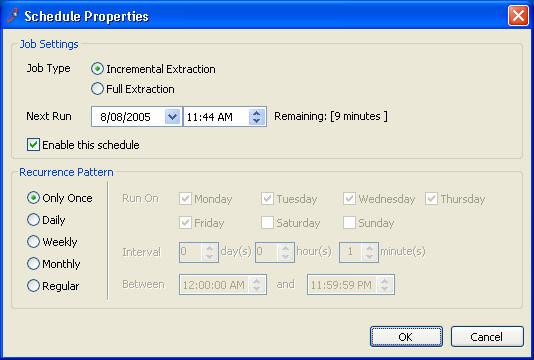 Schedule Properties
Job Settings
Job Type Incremental Extraction
Full Extraction
Next Run 8/08/2005 11:44 AM Remaining: [9 minutes ]
Enable this schedule
Recurrence Pattern
Only Once Run On Monday Tuesday Wednesday Thursday
Daily Friday Saturday Sunday
Weekly Interval 0 day(s) 0 hour(s) 1 minute(s)
Monthly
Regular Between 12:00:00 AM and 11:59:59 PM
OK Cancel